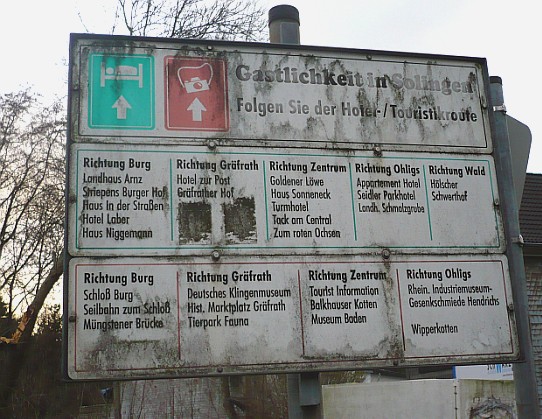 Gastlichkeit in Solingen
Folgen Sie der Hotel-/Touristikroute
Richtung Burg
Landhaus Arnz
Striepens Burger Hof
Haus In der Straßen
Hotel Laber
Haus Niggemann
Richtung Gräfrath
Hotel zur Post
Gräfrather Hof
Richtung Zentrum
Goldener Löwe
Haus Sonneneck
Turmhotel
Tack am Central
Zum roten Ochsen
Richtung Ohligs
Appartement Hotel
Seidler Parkhotel
Landh. Schmalzgrube
Richtung Wald
Hölscher
Schwerthof
Richtung Burg
Schloß Burg
Seilbahn zum Schloß
Müngstener Brücke
Richtung Gräfrath
Deutsches Klingenmuseum
Hist. Marktplatz Gräfrath
Tierpark Fauna
Richtung Zentrum
Tourist Information
Balkhauser Kotten
Museum Baden
Richtung Ohligs
Rhein. Industriemuseum-
Gesenkschmiede Hendrichs
Wipperkotten